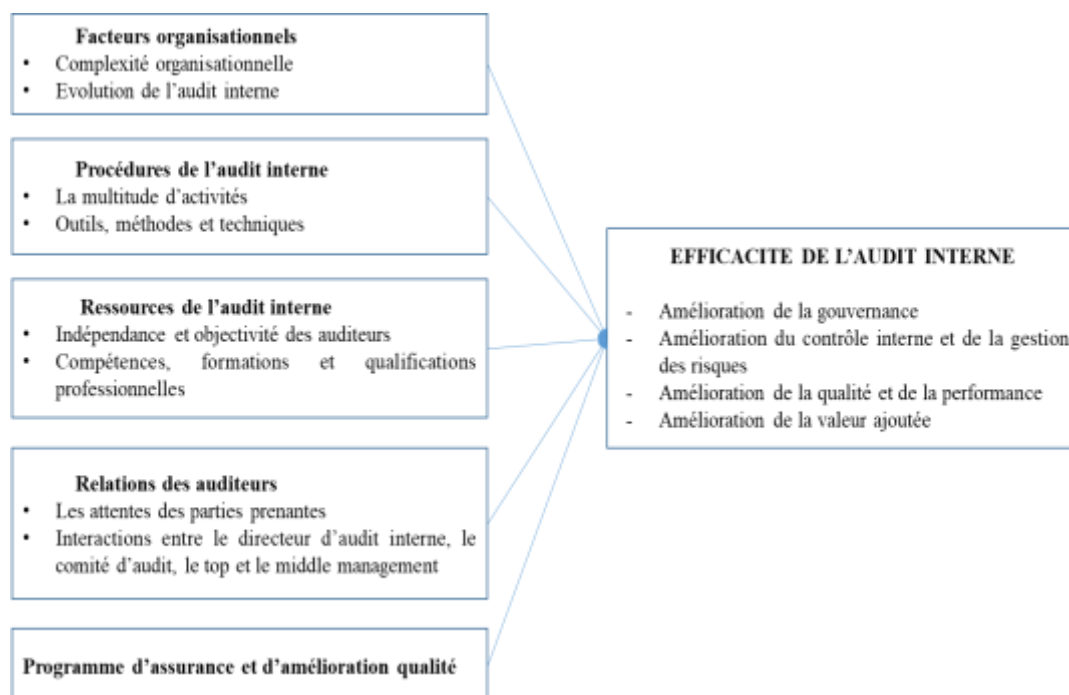 Facteurs organisationnels
• Complexité organisationnelle
• Evolution de l'audit interne
Procédures de l'audit interne
• La multitude d'activités
• Outils, méthodes et techniques
Ressources de l'audit interne
• Indépendance et objectivité des auditeurs
• Compétences, formations et qualifications
professionnelles
Relations des auditeurs
• Les attentes des parties prenantes
• Interactions entre le directeur d'audit interne, le
comité d'audit, le top et le middle management
Programme d'assurance et d'amélioration qualité
EFFICACITE DE L'AUDIT INTERNE
- Amélioration de la gouvernance
- Amélioration du contrôle interne et de la gestion
des risques
- Amélioration de la qualité et de la performance
- Amélioration de la valeur ajoutée